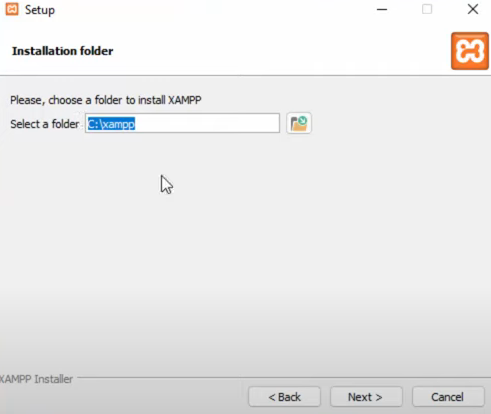 Setup
Installation folder
Please, choose a folder to install XAMPP
Select a folder C:\xampp
XAMPP Installer
< Back Next > Cancel